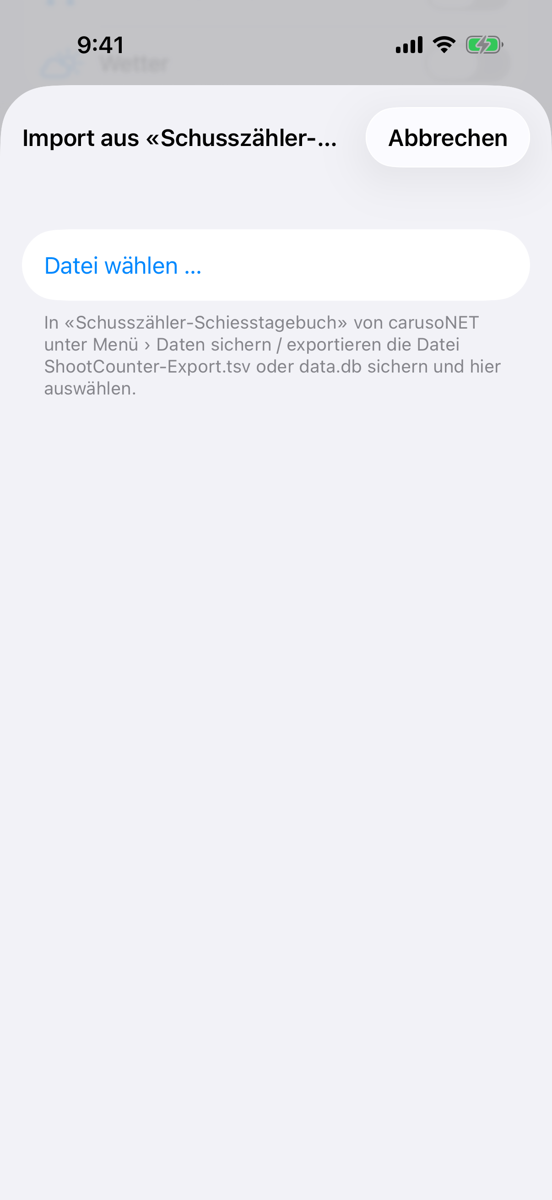 9:41
Wetter
Import aus «Schusszähler-...
Abbrechen
Datei wählen ...
In «Schusszähler-Schiesstagebuch» von carusoNET
unter Menü › Daten sichern / exportieren die Datei
ShootCounter-Export.tsv oder data.db sichern und hier
auswählen.